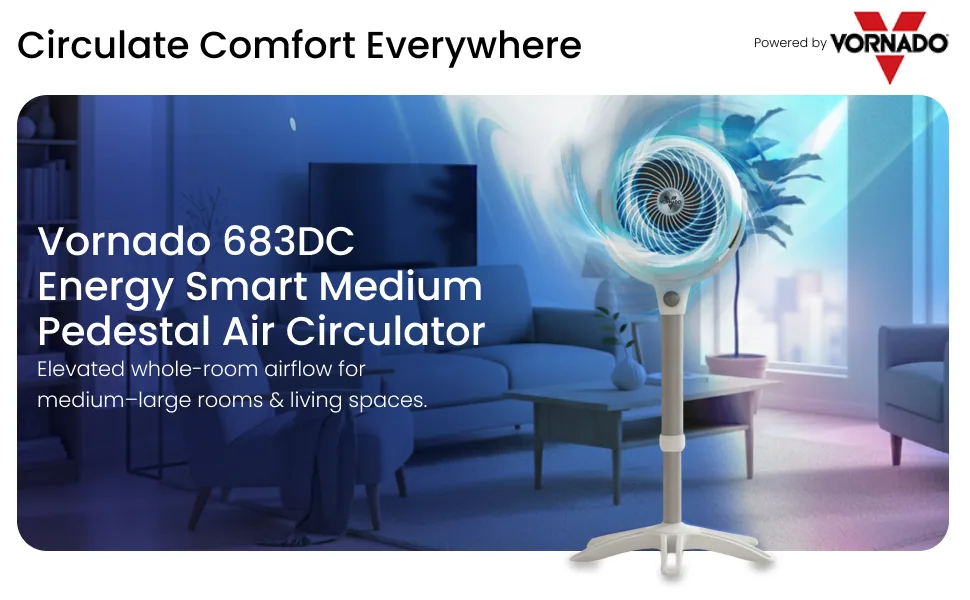 Circulate Comfort Everywhere
Powered by VORNADO
Vornado 683DC
Energy Smart Medium
Pedestal Air Circulator
Elevated whole-room airflow for
medium–large rooms & living spaces.